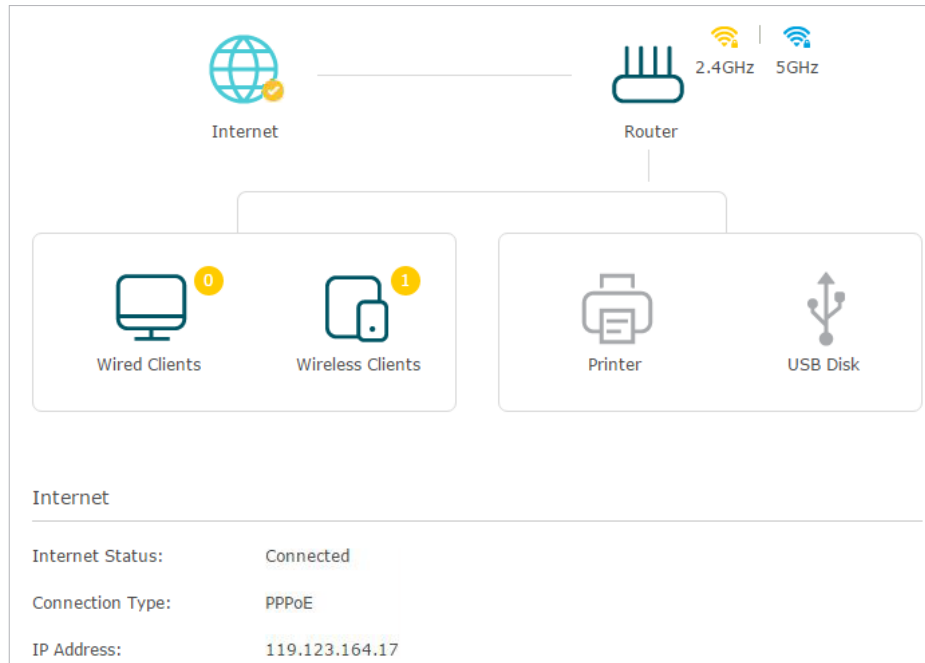 2.4GHz 5GHz
Internet Router
0 1
Wired Clients Wireless Clients Printer USB Disk
Internet
Internet Status: Connected
Connection Type: PPPoE
IP Address: 119.123.164.17